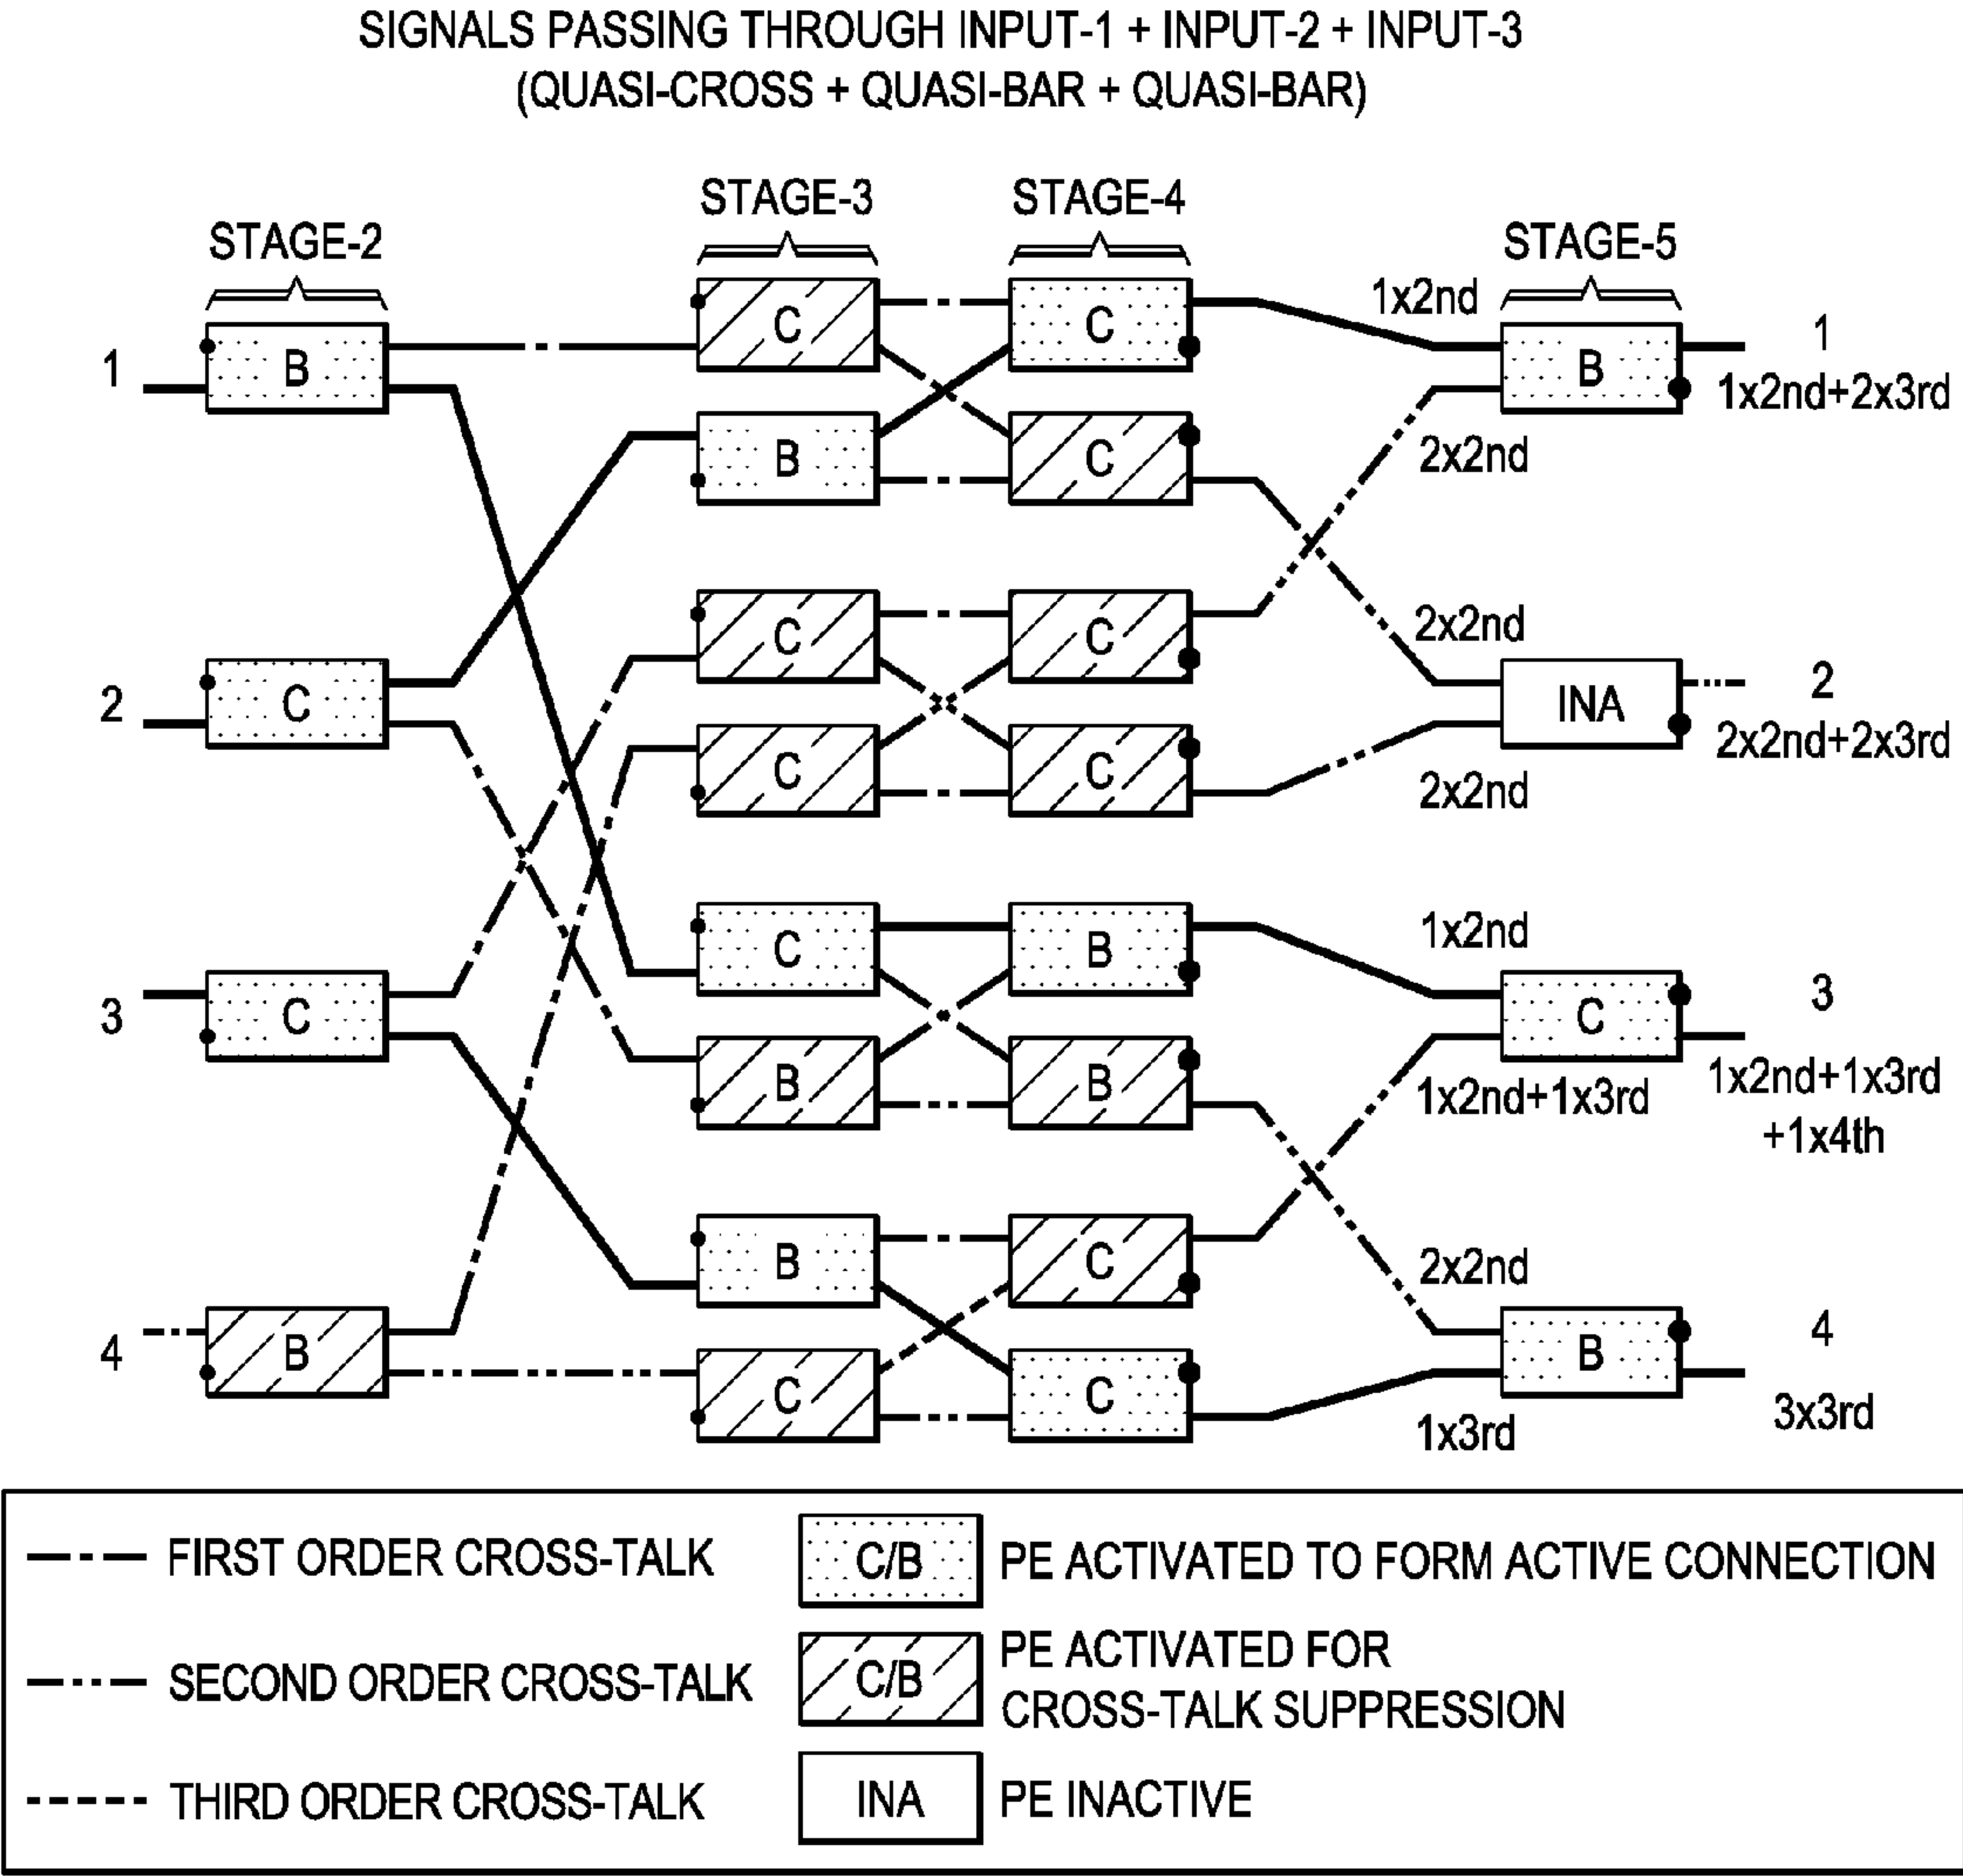 SIGNALS PASSING THROUGH INPUT-1 + INPUT-2 + INPUT-3
(QUASI-CROSS + QUASI-BAR + QUASI-BAR)
STAGE-2
STAGE-3
STAGE-4
STAGE-5
1
B
C
C
1x2nd
B
1
1x2nd+2x3rd
B
C
2x2nd
2
C
C
C
2x2nd
INA
2
2x2nd+2x3rd
C
C
2x2nd
3
C
C
B
1x2nd
C
3
1x2nd+1x3rd
+1x4th
B
B
1x2nd+1x3rd
4
B
B
C
2x2nd
B
4
3x3rd
C
C
1x3rd
FIRST ORDER CROSS-TALK
C/B
PE ACTIVATED TO FORM ACTIVE CONNECTION
SECOND ORDER CROSS-TALK
C/B
PE ACTIVATED FOR
CROSS-TALK SUPPRESSION
THIRD ORDER CROSS-TALK
INA
PE INACTIVE